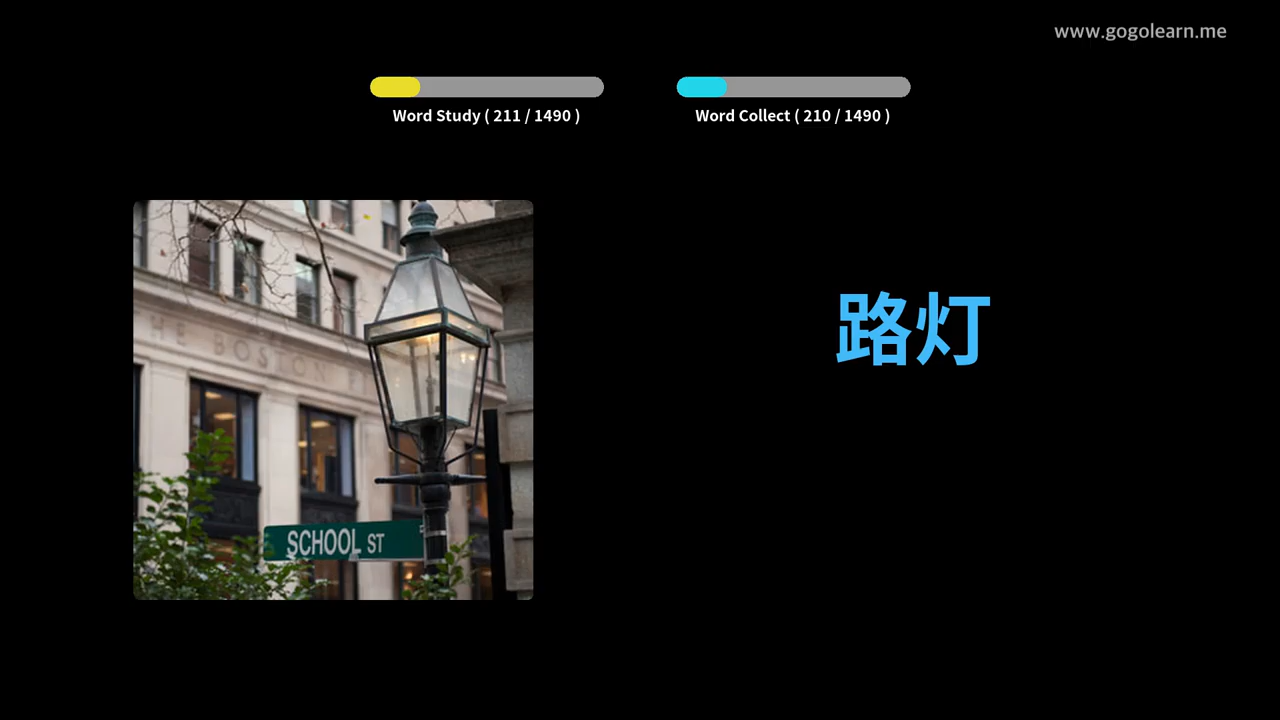 www.gogolearn.me
Word Study ( 211 / 1490 )
Word Collect ( 210 / 1490 )
路灯
HE BOSTON
SCHOOL ST